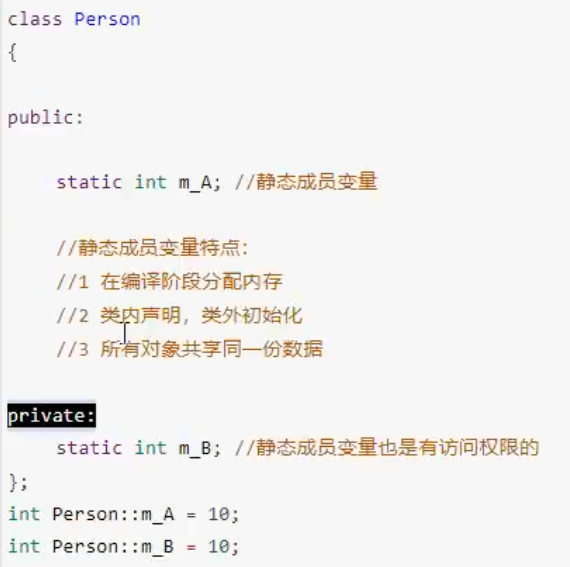 class Person
{
public:
static int m_A; //静态成员变量
//静态成员变量特点：
//1 在编译阶段分配内存
//2 类内声明，类外初始化
//3 所有对象共享同一份数据
private:
static int m_B; //静态成员变量也是有访问权限的
};
int Person::m_A = 10;
int Person::m_B = 10;